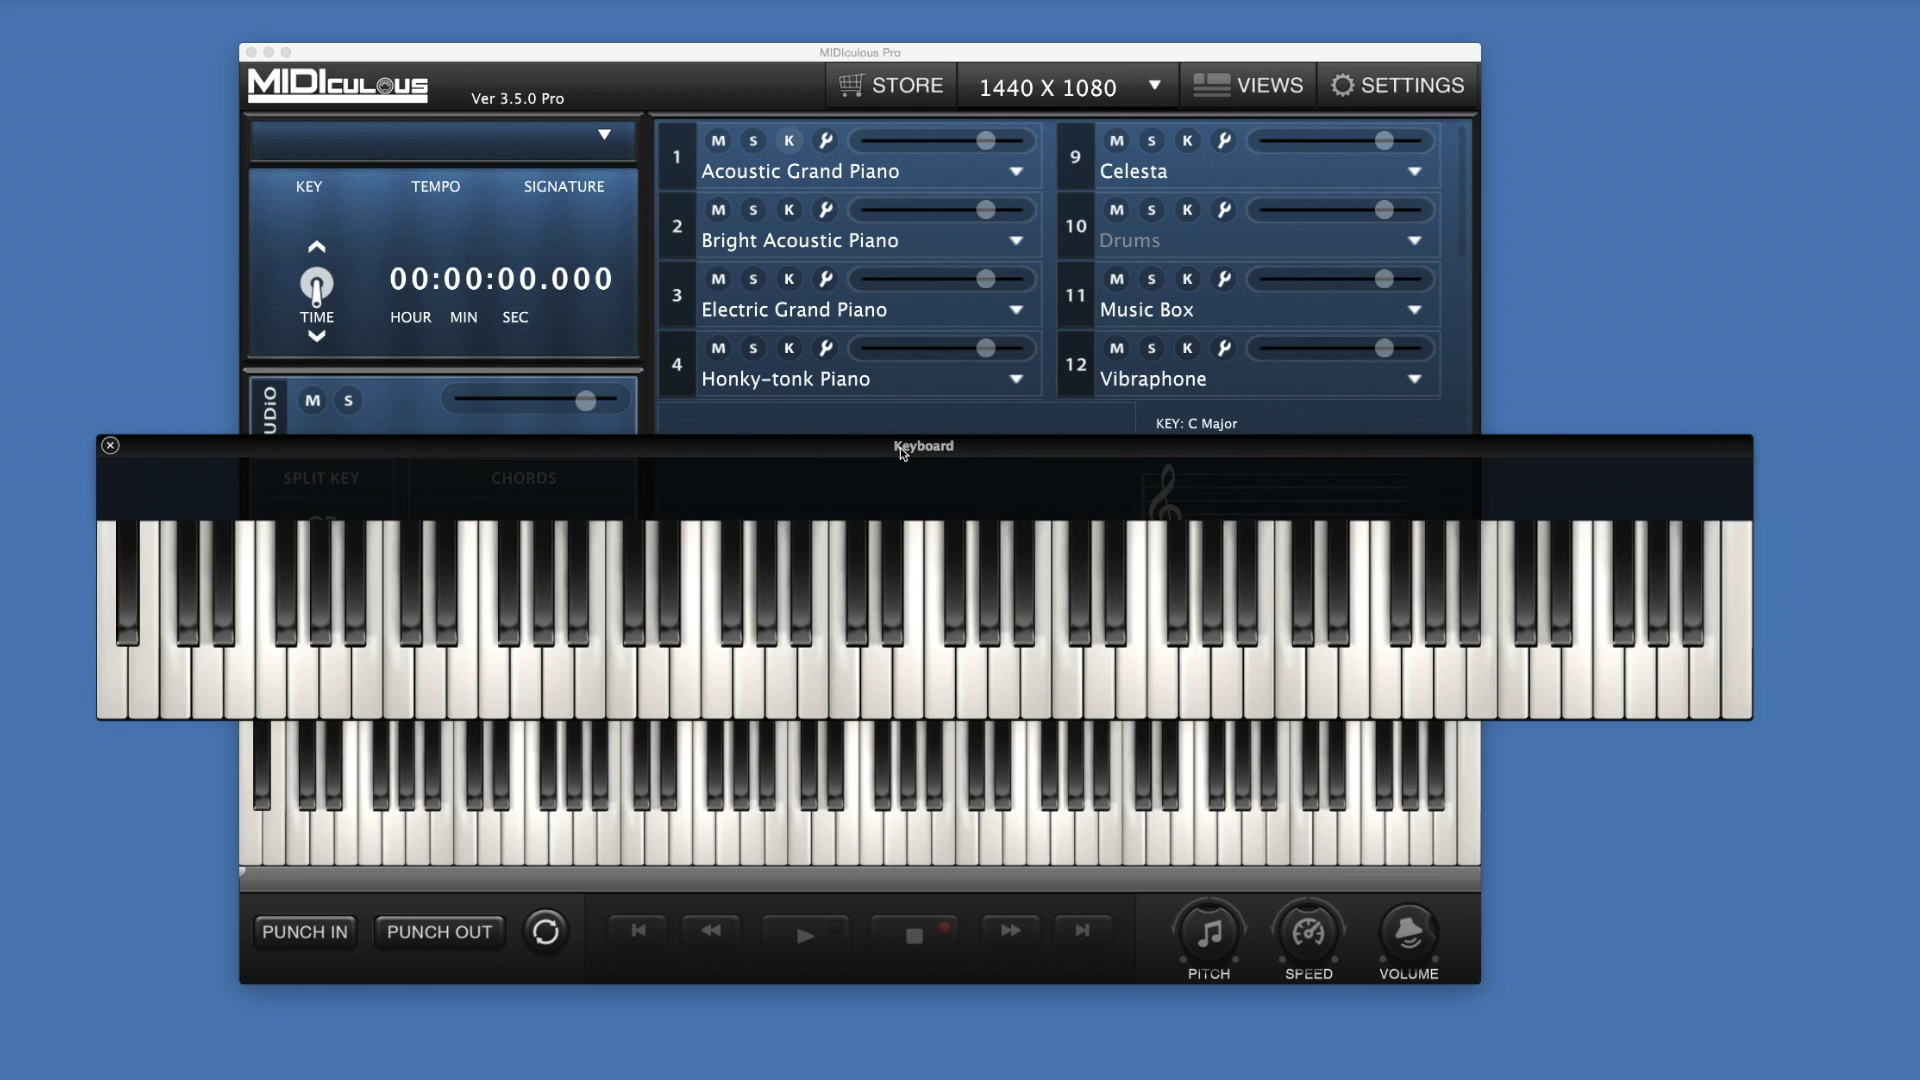 MIDIculous Pro
MIDIculous
Ver 3.5.0 Pro
STORE
1440 X 1080
VIEWS
SETTINGS
KEY TEMPO SIGNATURE
00:00:00.000
TIME HOUR MIN SEC
M S
SPLIT KEY CHORDS
1 M S K
Acoustic Grand Piano
2 M S K
Bright Acoustic Piano
3 M S K
Electric Grand Piano
4 M S K
Honky-tonk Piano
9 M S K
Celesta
10 M S K
Drums
11 M S K
Music Box
12 M S K
Vibraphone
KEY: C Major
Keyboard
PUNCH IN
PUNCH OUT
PITCH
SPEED
VOLUME